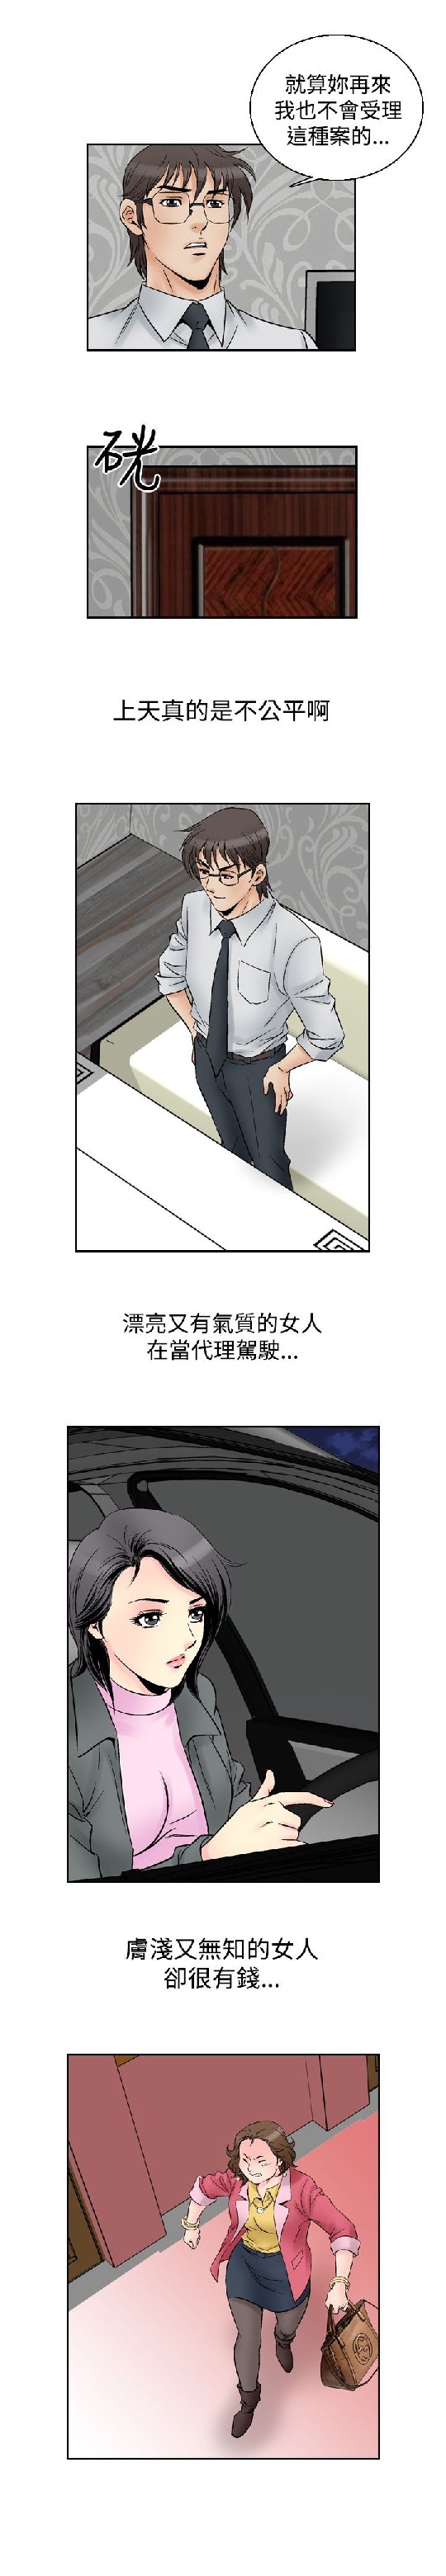 就算妳再來
我也不會受理
這種案的...
硄
上天真的是不公平啊
漂亮又有氣質的女人
在當代理駕駛...
膚淺又無知的女人
卻很有錢...